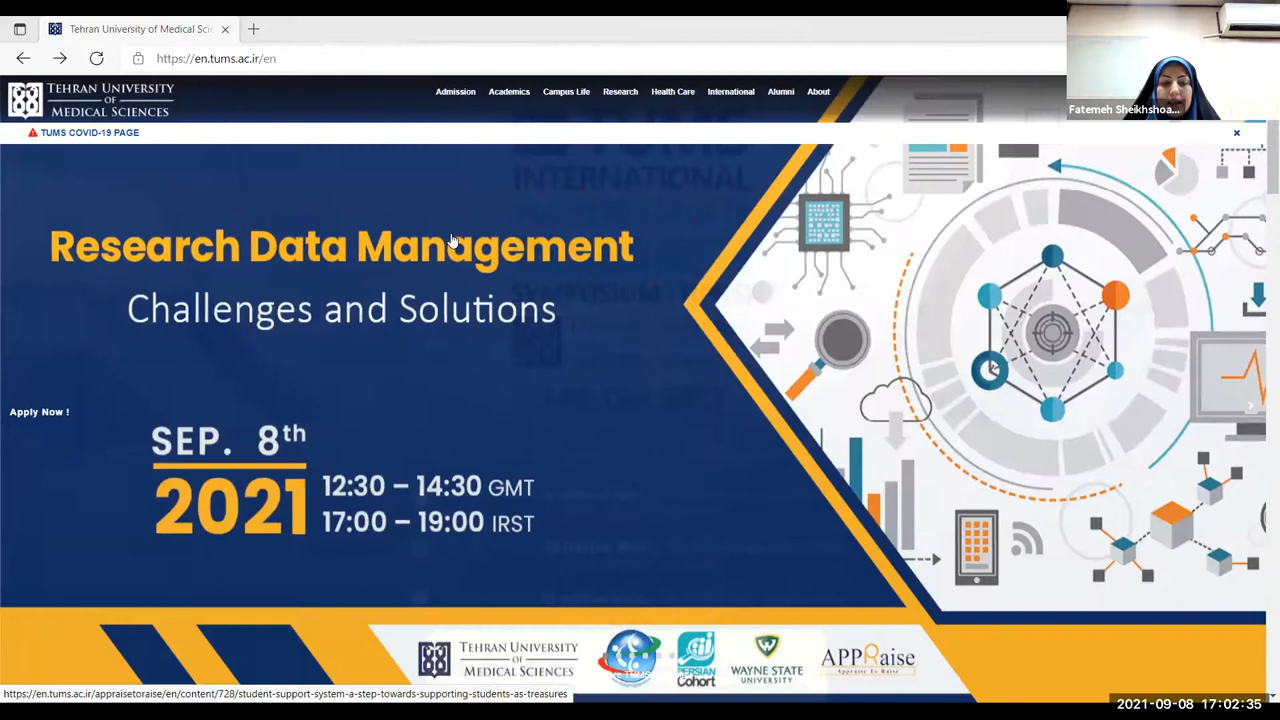 Tehran University of Medical Scie
https://en.tums.ac.ir/en
Fatemeh Sheikhshoa...
TEHRAN UNIVERSITY
OF
MEDICAL SCIENCES
Admission Academics Campus Life Research Health Care International Alumni About
TUMS COVID-19 PAGE
INTERNATIONAL
Research Data Management
Challenges and Solutions
Apply Now !
SEP. 8th
2021
12:30 – 14:30 GMT
17:00 – 19:00 IRST
TEHRAN UNIVERSITY
OF
MEDICAL SCIENCES
PERSIAN
Cohort
WAYNE STATE
UNIVERSITY
APPRaise
Appraise To Raise
https://en.tums.ac.ir/appraisetoraise/en/content/728/student-support-system-a-step-towards-supporting-students-as-treasures
2021-09-08 17:02:35